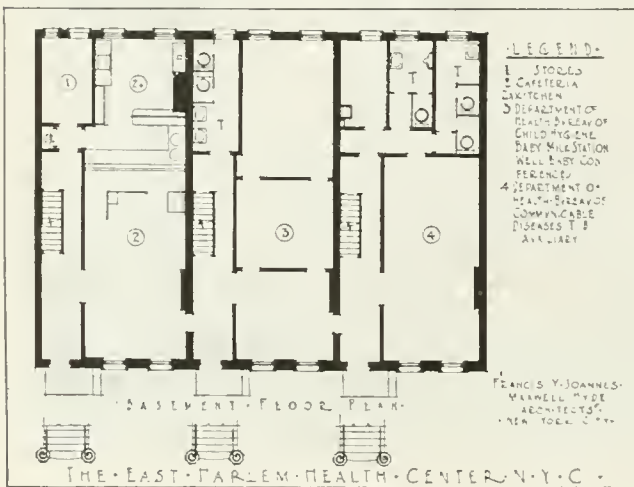 ·LEGEND·
1 STORES
2 CAFETERIA
2A KITCHEN
3 DEPARTMENT OF
HEALTH-BUREAU OF
CHILD HYGIENE
BABY MILK STATION
WELL BABY CON
FERENCES
4 DEPARTMENT OF
HEALTH-BUREAU OF
COMMUNICABLE
DISEASES T B
AUXILIARY
1
2A
T
T
T
2
3
4
FRANCIS Y·JOANNES·
MAXWELL HYDE
ARCHITECTS·
·NEW YORK CITY·
·BASEMENT·FLOOR PLAN·
THE·EAST·HARLEM·HEALTH·CENTER·N·Y·C·